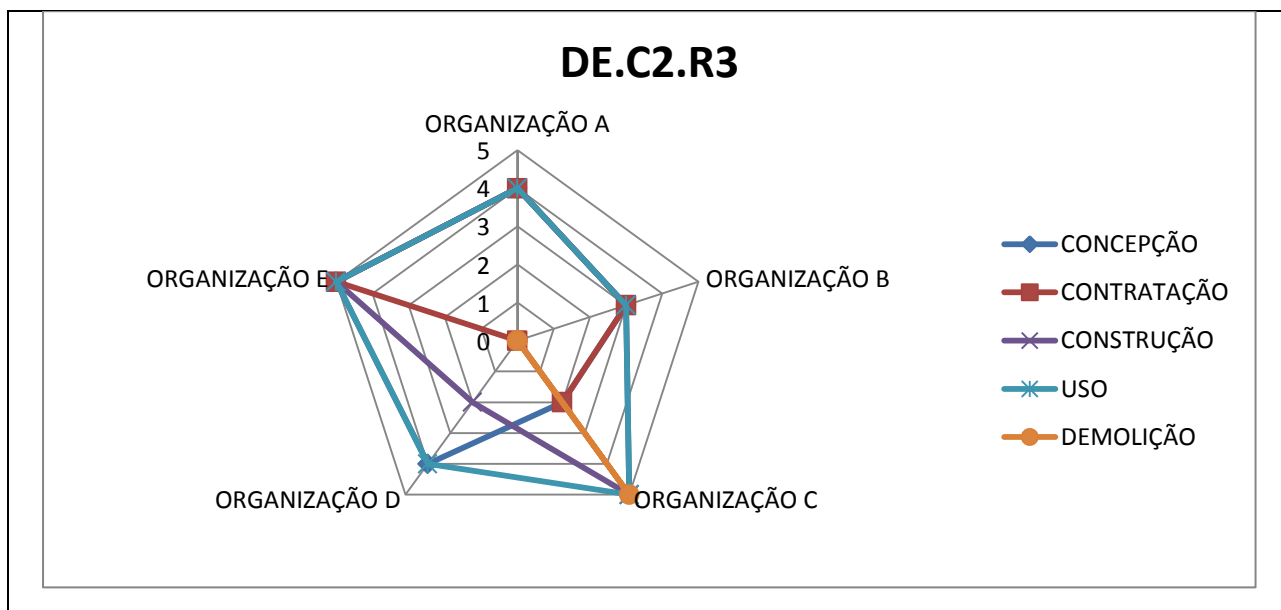 DE.C2.R3
ORGANIZAÇÃO A
5
4
3
2
1
0
ORGANIZAÇÃO B
ORGANIZAÇÃO C
ORGANIZAÇÃO D
ORGANIZAÇÃO E
CONCEPÇÃO
CONTRATAÇÃO
CONSTRUÇÃO
USO
DEMOLIÇÃO